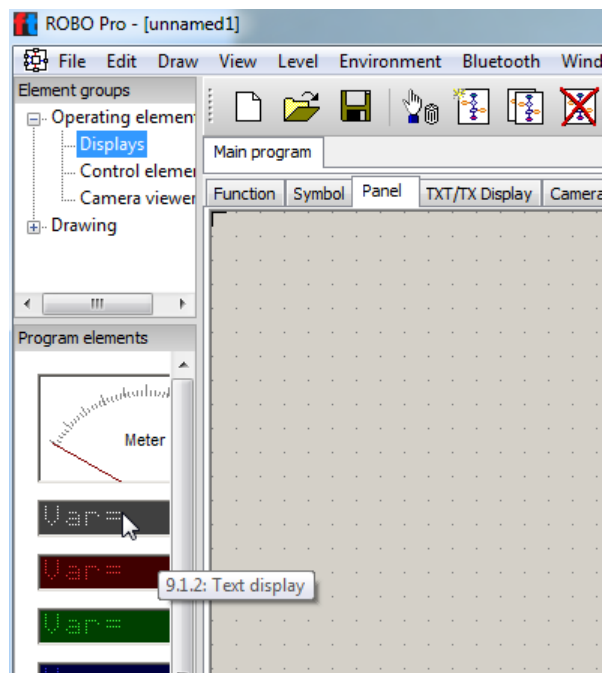 ROBO Pro - [unnamed1]
File Edit Draw View Level Environment Bluetooth Wind
Element groups
Operating elemen
Displays
Control elemer
Camera viewer
Drawing
Main program
Function Symbol Panel TXT/TX Display Camera
Program elements
Meter
Var=
Var=
9.1.2: Text display
Var=